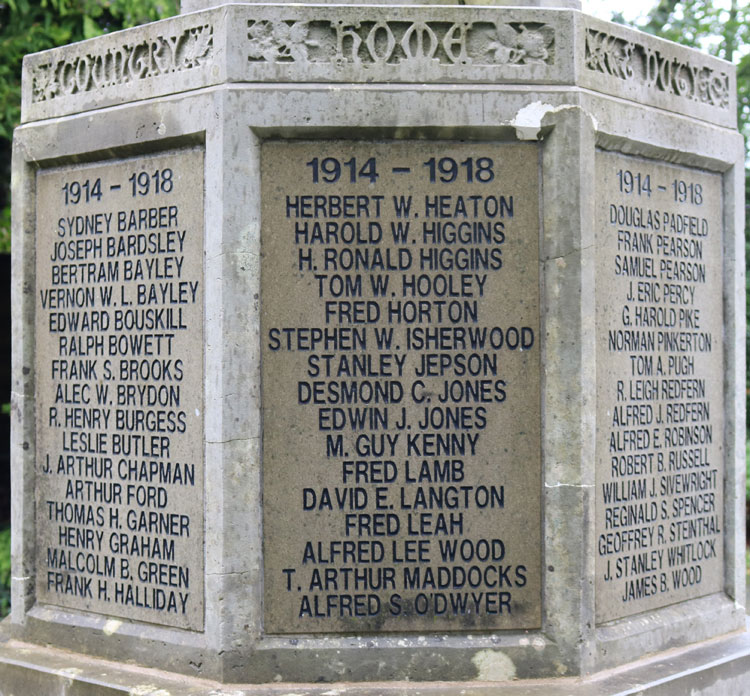 COUNTRY
1914 - 1918
SYDNEY BARBER
JOSEPH BARDSLEY
BERTRAM BAYLEY
VERNON W. L. BAYLEY
EDWARD BOUSKILL
RALPH BOWETT
FRANK S. BROOKS
ALEC W. BRYDON
R. HENRY BURGESS
LESLIE BUTLER
J. ARTHUR CHAPMAN
ARTHUR FORD
THOMAS H. GARNER
HENRY GRAHAM
MALCOLM B. GREEN
FRANK H. HALLIDAY
HOME
1914 - 1918
HERBERT W. HEATON
HAROLD W. HIGGINS
H. RONALD HIGGINS
TOM W. HOOLEY
FRED HORTON
STEPHEN W. ISHERWOOD
STANLEY JEPSON
DESMOND C. JONES
EDWIN J. JONES
M. GUY KENNY
FRED LAMB
DAVID E. LANGTON
FRED LEAH
ALFRED LEE WOOD
T. ARTHUR MADDOCKS
ALFRED S. O'DWYER
DUTY
1914 - 1918
DOUGLAS PADFIELD
FRANK PEARSON
SAMUEL PEARSON
J. ERIC PERCY
G. HAROLD PIKE
NORMAN PINKERTON
TOM A. PUGH
R. LEIGH REDFERN
ALFRED J. REDFERN
ALFRED E. ROBINSON
ROBERT B. RUSSELL
WILLIAM J. SIVEWRIGHT
REGINALD S. SPENCER
GEOFFREY R. STEINTHAL
J. STANLEY WHITLOCK
JAMES B. WOOD